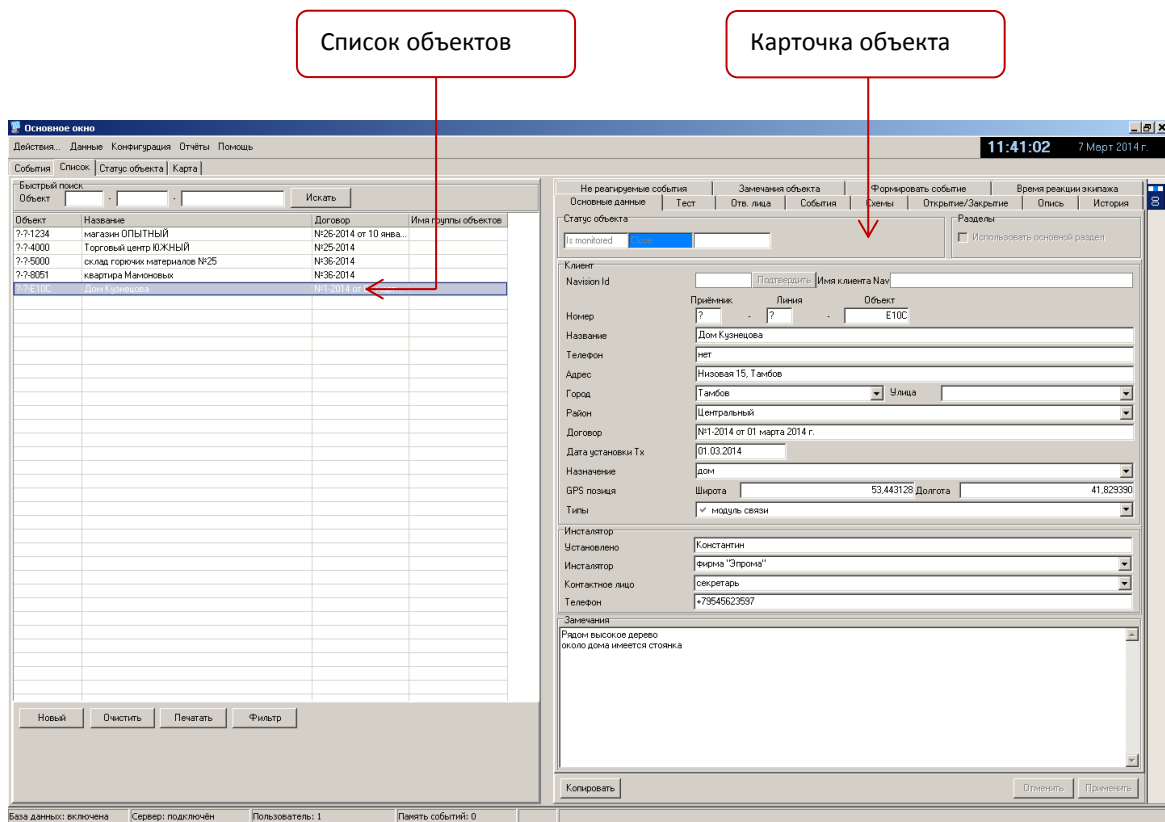 Список объектов
Карточка объекта
Основное окно
Действия... Данные Конфигурация Отчёты Помощь
11:41:02 7 Март 2014 г.
События Список Статус объекта Карта
Быстрый поиск
Объект - - Искать
Объект Название Договор Имя группы объектов
?-?-1234 магазин ОПЫТНЫЙ №26-2014 от 10 янва...
?-?-4000 Торговый центр ЮЖНЫЙ №25-2014
?-?-5000 склад горючих материалов №25 №36-2014
?-?-8051 квартира Мамоновых №36-2014
?-?-E10C Дом Кузнецова №1-2014 от
Новый Очистить Печатать Фильтр
Не реагируемые события Замечания объекта Формировать событие Время реакции экипажа
Основные данные Тест Отв. лица События Схемы Открытие/Закрытие Опись История
Статус объекта
Is monitored Close
Разделы
Использовать основной раздел
Клиент
Navision Id Подтвердить Имя клиента Nav
Приёмник Линия Объект
Номер ? - ? - E10C
Название Дом Кузнецова
Телефон нет
Адрес Низовая 15, Тамбов
Город Тамбов Улица
Район Центральный
Договор №1-2014 от 01 марта 2014 г.
Дата установки Тх 01.03.2014
Назначение дом
GPS позиця Широта 53,443128 Долгота 41,829390
Типы модуль связи
Инсталятор
Установлено Константин
Инсталятор фирма "Эпрома"
Контактное лицо секретарь
Телефон +79545623597
Замечания
Рядом высокое дерево
около дома имеется стоянка
Копировать Отменить Применить
База данных: включена Сервер: подключён Пользователь: 1 Память событий: 0